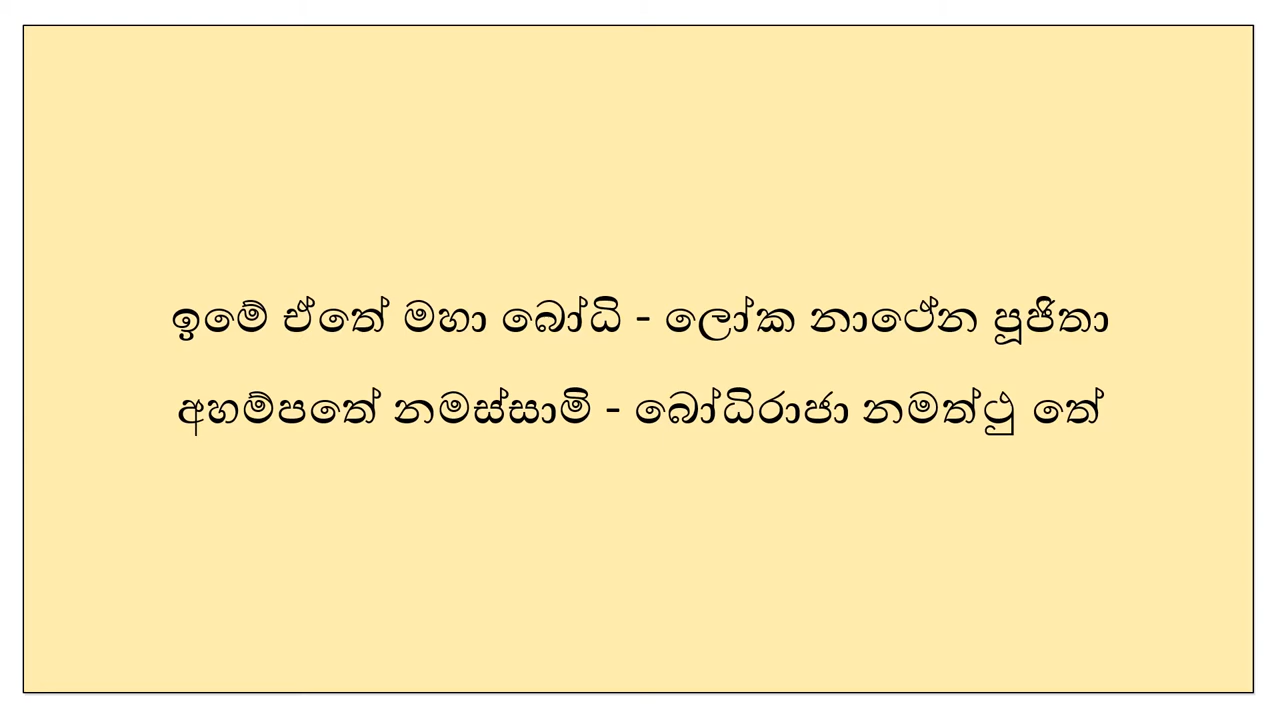 ඉමේ ඒතේ මහා බෝධි - ලෝක නාථේන පූජිතා
අහම්පතේ නමස්සාමි - බෝධිරාජා නමත්ථු තේ